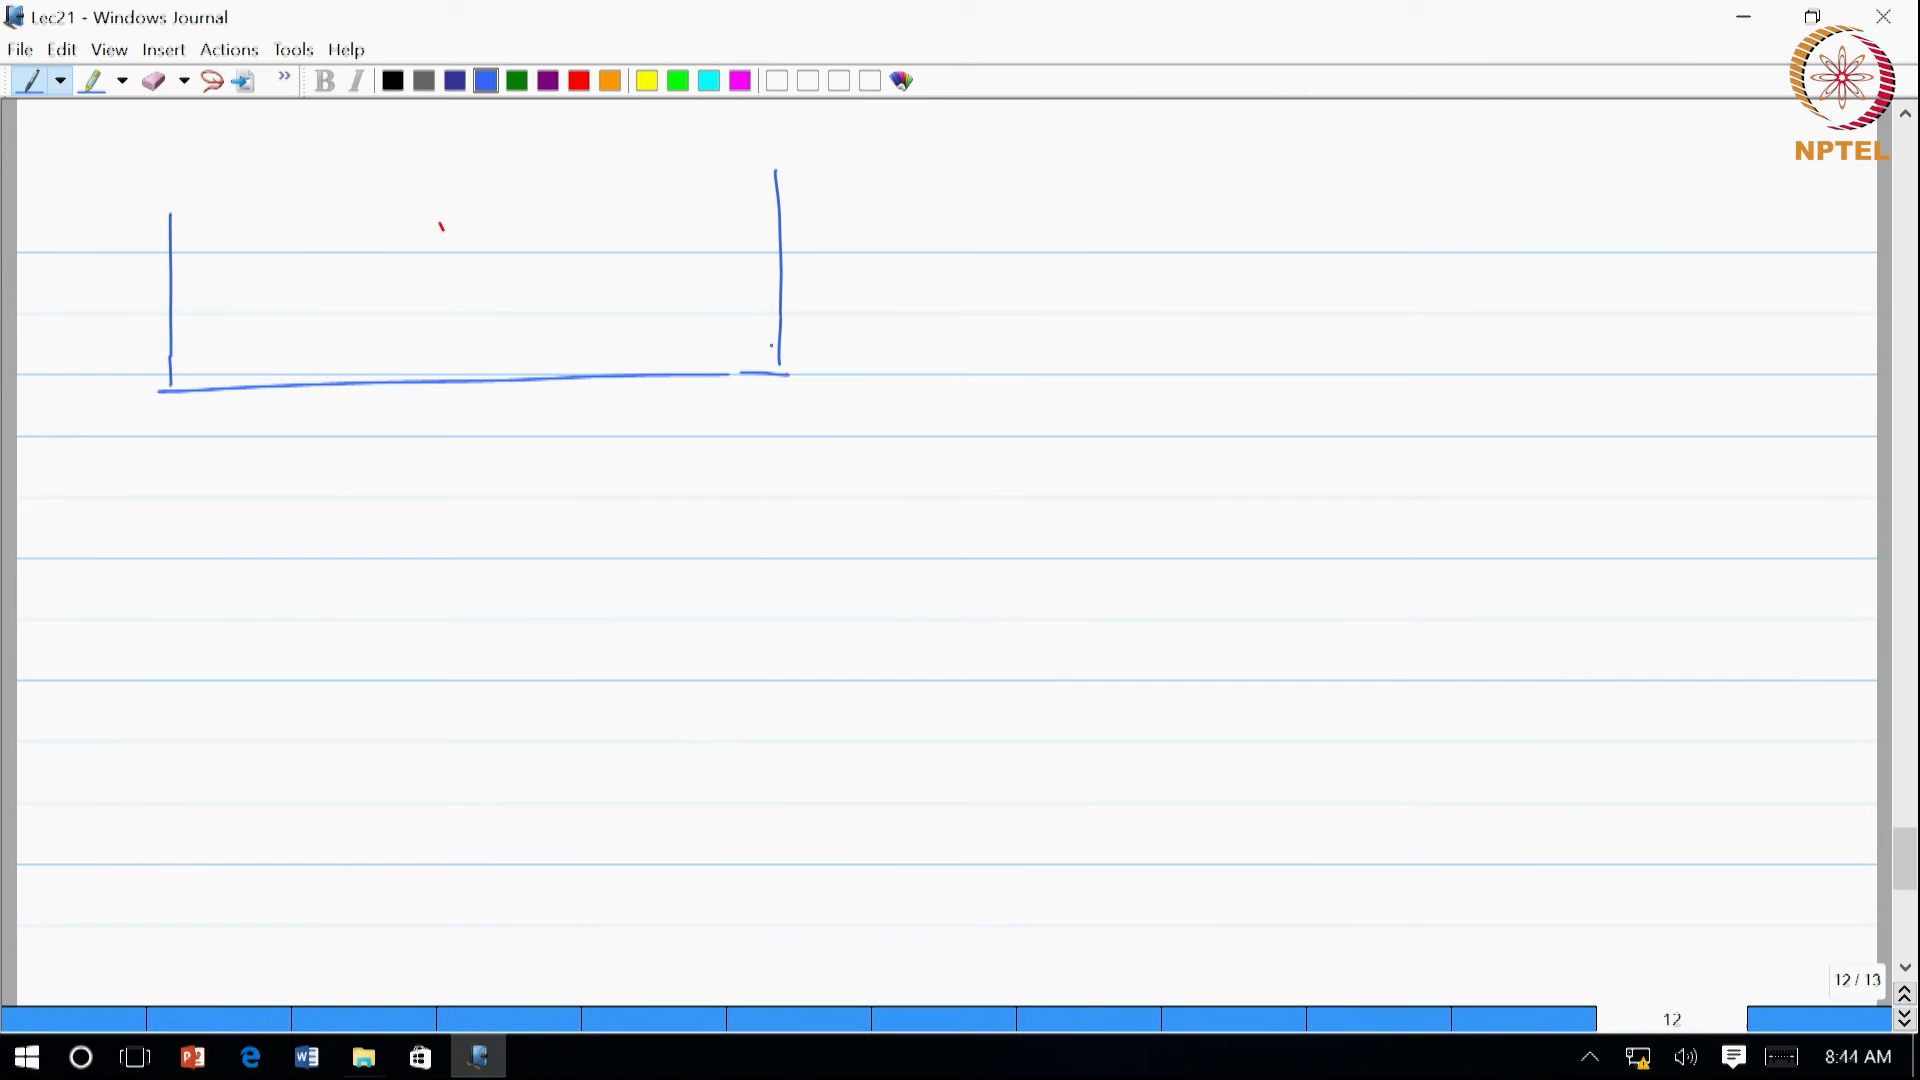 Lec21 - Windows Journal
File Edit View Insert Actions Tools Help
B I
NPTEL
12 / 13
12
8:44 AM